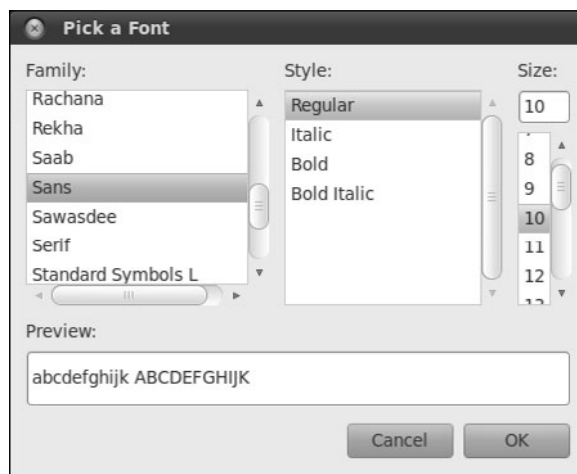 Pick a Font
Family:
Style:
Size:
Rachana
Rekha
Saab
Sans
Sawasdee
Serif
Standard Symbols L
Regular
Italic
Bold
Bold Italic
10
8
9
10
11
12
Preview:
abcdefghijk ABCDEFGHIJK
Cancel
OK